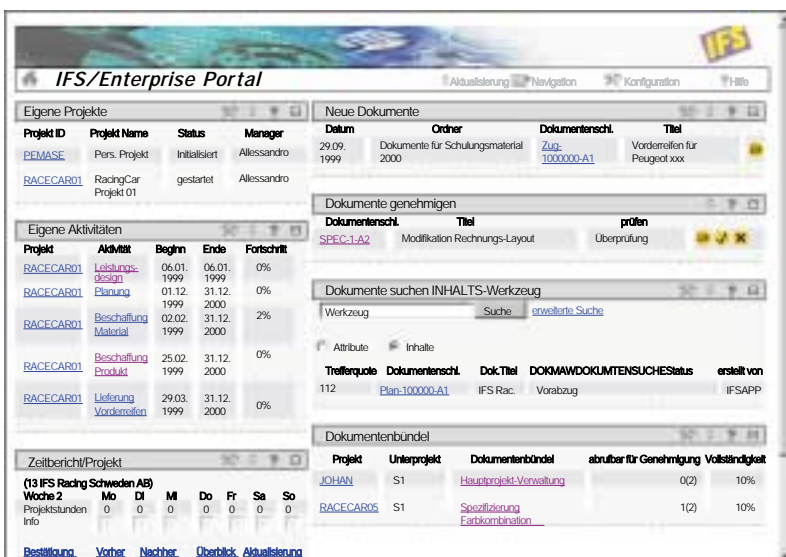 IFS
IFS/Enterprise Portal
Aktualisierung Navigation Konfiguration Hilfe
Eigene Projekte
Projekt ID Projekt Name Status Manager
PEMASE Pers. Projekt Initialisiert Allessandro
RACECAR01 RacingCar gestartet Allessandro
Projekt 01
Eigene Aktivitäten
Projekt Aktivität Beginn Ende Fortschritt
RACECAR01 Leistungs- 06.01. 06.01. 0%
design 1999 1999
RACECAR01 Planung 01.12. 31.12. 0%
1999 2000
RACECAR01 Beschaffung 02.02. 31.12. 2%
Material 1999 2000
RACECAR01 Beschaffung 25.02. 31.12. 0%
Produkt 1999 2000
RACECAR01 Lieferung 29.03. 31.12. 0%
Vorderreifen 1999 2000
Zeitbericht/Projekt
(13 IFS Racing Schweden AB)
Woche 2 Mo Di Mi Do Fr Sa So
Projektstunden 0 0 0 0 0 0 0
Info
Bestätigung Vorher Nachher Überblick Aktualisierung
Neue Dokumente
Datum Ordner Dokumentenschl. Titel
29.09. Dokumente für Schulungsmaterial Zug- Vorderreifen für
1999 2000 1000000-A1 Peugeot xxx
Dokumente genehmigen
Dokumentenschl. Titel prüfen
SPEC-1-A2 Modifikation Rechnungs-Layout Überprüfung
Dokumente suchen INHALTS-Werkzeug
Werkzeug Suche erweiterte Suche
Attribute Inhalte
Trefferquote Dokumentenschl. Dok.Titel DOKMAWDOKUMTENSUCHEStatus erstellt von
112 Plan-100000-A1 IFS Rac. Vorabzug IFSAPP
Dokumentenbündel
Projekt Unterprojekt Dokumentenbündel abrufbar für Genehmigung Vollständigkeit
JOHAN S1 Hauptprojekt-Verwaltung 0(2) 10%
RACECAR05 S1 Spezifizierung 1(2) 10%
Farbkombination